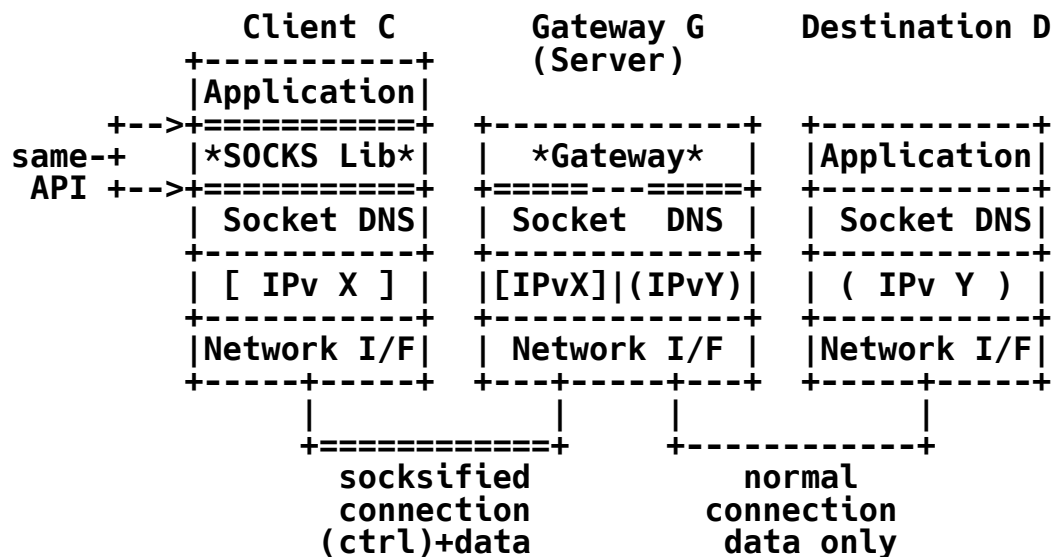 Client C       Gateway G     Destination D
           +-----------+     (Server)
           |Application|
       +-->+===========+  +-------------+  +-----------+
  same-+   |*SOCKS Lib*|  |  *Gateway*  |  |Application|
   API +-->+===========+  +=====---=====+  +-----------+
           | Socket DNS|  | Socket  DNS |  | Socket DNS|
           +-----------+  +-------------+  +-----------+
           | [ IPv X ] |  |[IPvX]|(IPvY)|  | ( IPv Y ) |
           +-----------+  +-------------+  +-----------+
           |Network I/F|  | Network I/F |  |Network I/F|
           +-----+-----+  +---+-----+---+  +-----+-----+
                 |            |     |            |
                 +============+     +------------+
                   socksified           normal
                   connection         connection
                  (ctrl)+data          data only